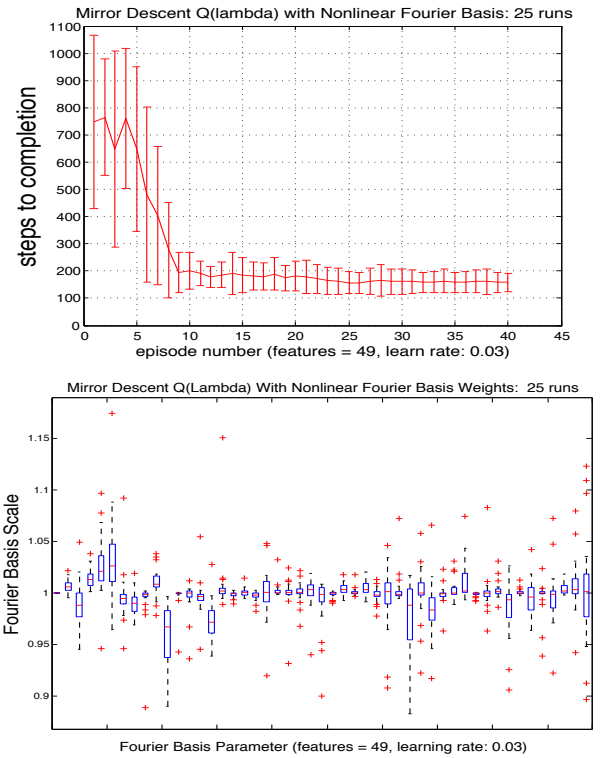 Mirror Descent Q(lambda) with Nonlinear Fourier Basis: 25 runs
1100
1000
900
800
700
600
500
400
300
200
100
0
steps to completion
0 5 10 15 20 25 30 35 40 45
episode number (features = 49, learn rate: 0.03)
Mirror Descent Q(Lambda) With Nonlinear Fourier Basis Weights: 25 runs
1.15
1.1
1.05
1
0.95
0.9
Fourier Basis Scale
Fourier Basis Parameter (features = 49, learning rate: 0.03)